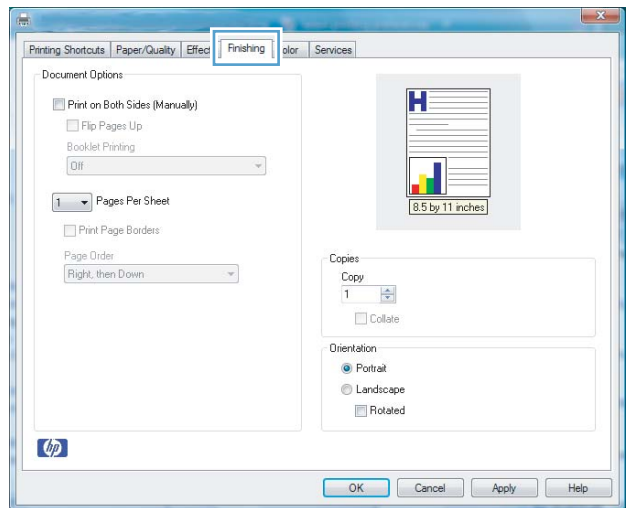 Printing Shortcuts Paper/Quality Effect Finishing olor Services
Document Options
Print on Both Sides (Manually)
Flip Pages Up
Booklet Printing
Off
1 Pages Per Sheet
Print Page Borders
Page Order
Right, then Down
H
8.5 by 11 inches
Copies
Copy
1
Collate
Orientation
Portrait
Landscape
Rotated
hp
OK Cancel Apply Help